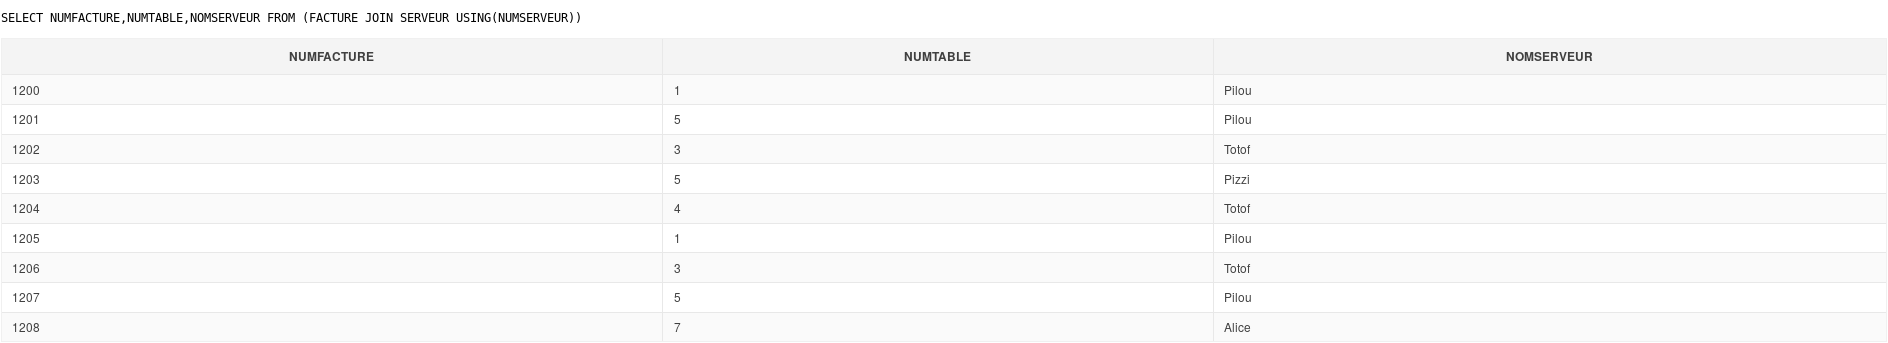 SELECT NUMFACTURE,NUMTABLE,NOMSERVEUR FROM (FACTURE JOIN SERVEUR USING(NUMSERVEUR))
NUMFACTURE NUMTABLE NOMSERVEUR
1200 1 Pilou
1201 5 Pilou
1202 3 Totof
1203 5 Pizzi
1204 4 Totof
1205 1 Pilou
1206 3 Totof
1207 5 Pilou
1208 7 Alice